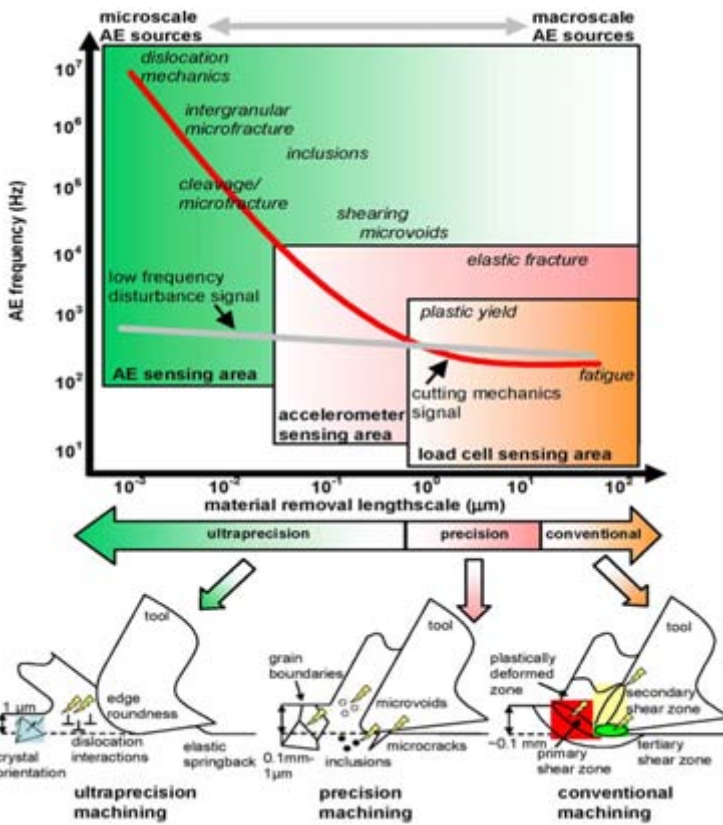 microscale
AE sources
macroscale
AE sources
10⁷
10⁶
10⁵
10⁴
10³
10²
10¹
AE frequency (Hz)
dislocation
mechanics
intergranular
microfracture
inclusions
cleavage/
microfracture
shearing
microvoids
elastic fracture
low frequency
disturbance signal
plastic yield
AE sensing area
fatigue
cutting mechanics
signal
accelerometer
sensing area
load cell sensing area
10⁻³
10⁻²
10⁻¹
10⁰
10¹
10²
material removal lengthscale (µm)
ultraprecision
precision
conventional
tool
1 µm
edge
roundness
dislocation
interactions
crystal
orientation
elastic
springback
ultraprecision
machining
tool
grain
boundaries
microvoids
0.1mm-
1µm
inclusions
microcracks
precision
machining
tool
plastically
deformed
zone
secondary
shear zone
~0.1 mm
primary
shear zone
tertiary
shear zone
conventional
machining